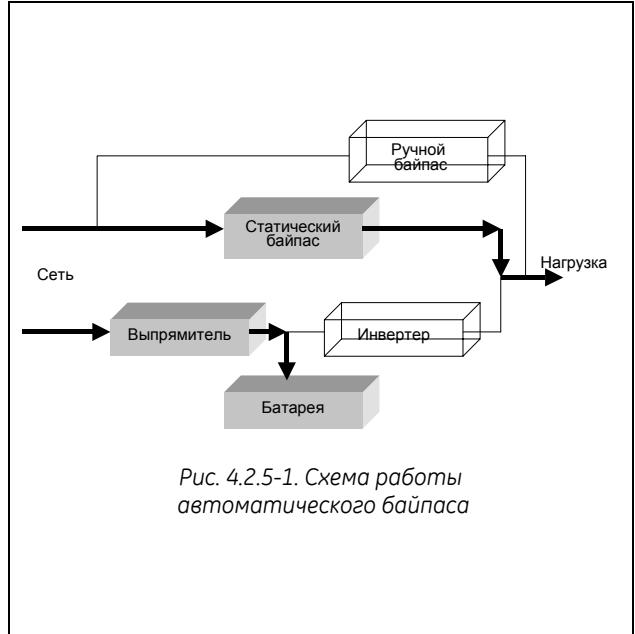 Ручной
байпас
Статический
байпас
Нагрузка
Сеть
Выпрямитель
Инвертер
Батарея
Рис. 4.2.5-1. Схема работы
автоматического байпаса